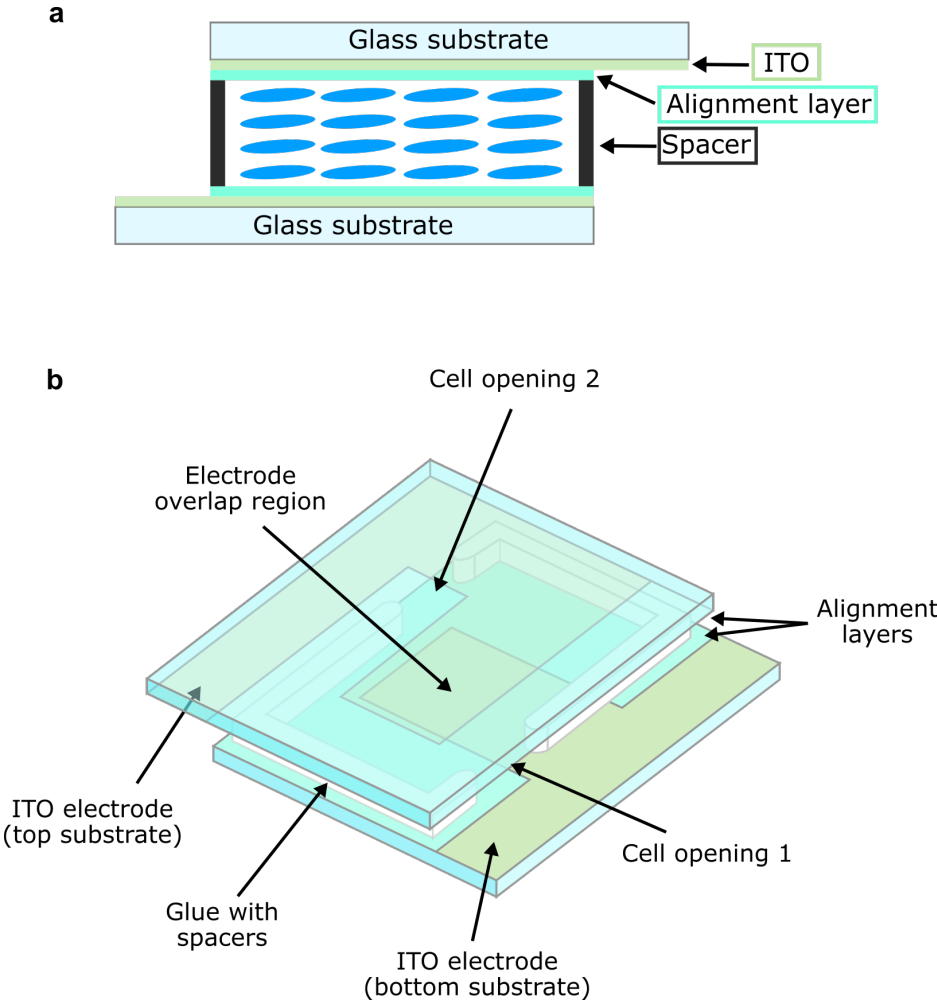 a
Glass substrate
ITO
Alignment layer
Spacer
Glass substrate
b
Cell opening 2
Electrode
overlap region
Alignment
layers
ITO electrode
(top substrate)
Cell opening 1
Glue with
spacers
ITO electrode
(bottom substrate)